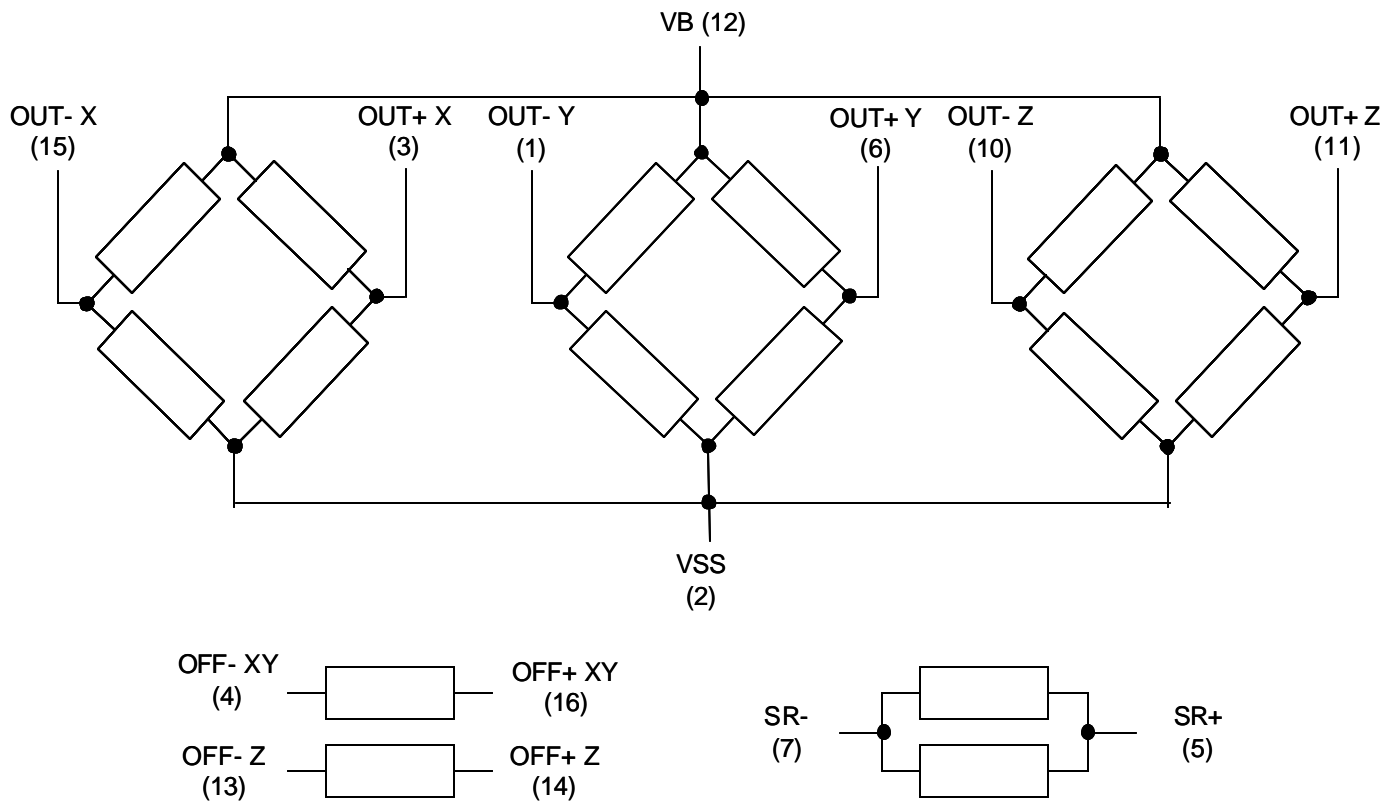 VB (12)
OUT- X
(15)
OUT+ X
(3)
OUT- Y
(1)
OUT+ Y
(6)
OUT- Z
(10)
OUT+ Z
(11)
VSS
(2)
OFF- XY
(4)
OFF+ XY
(16)
OFF- Z
(13)
OFF+ Z
(14)
SR-
(7)
SR+
(5)